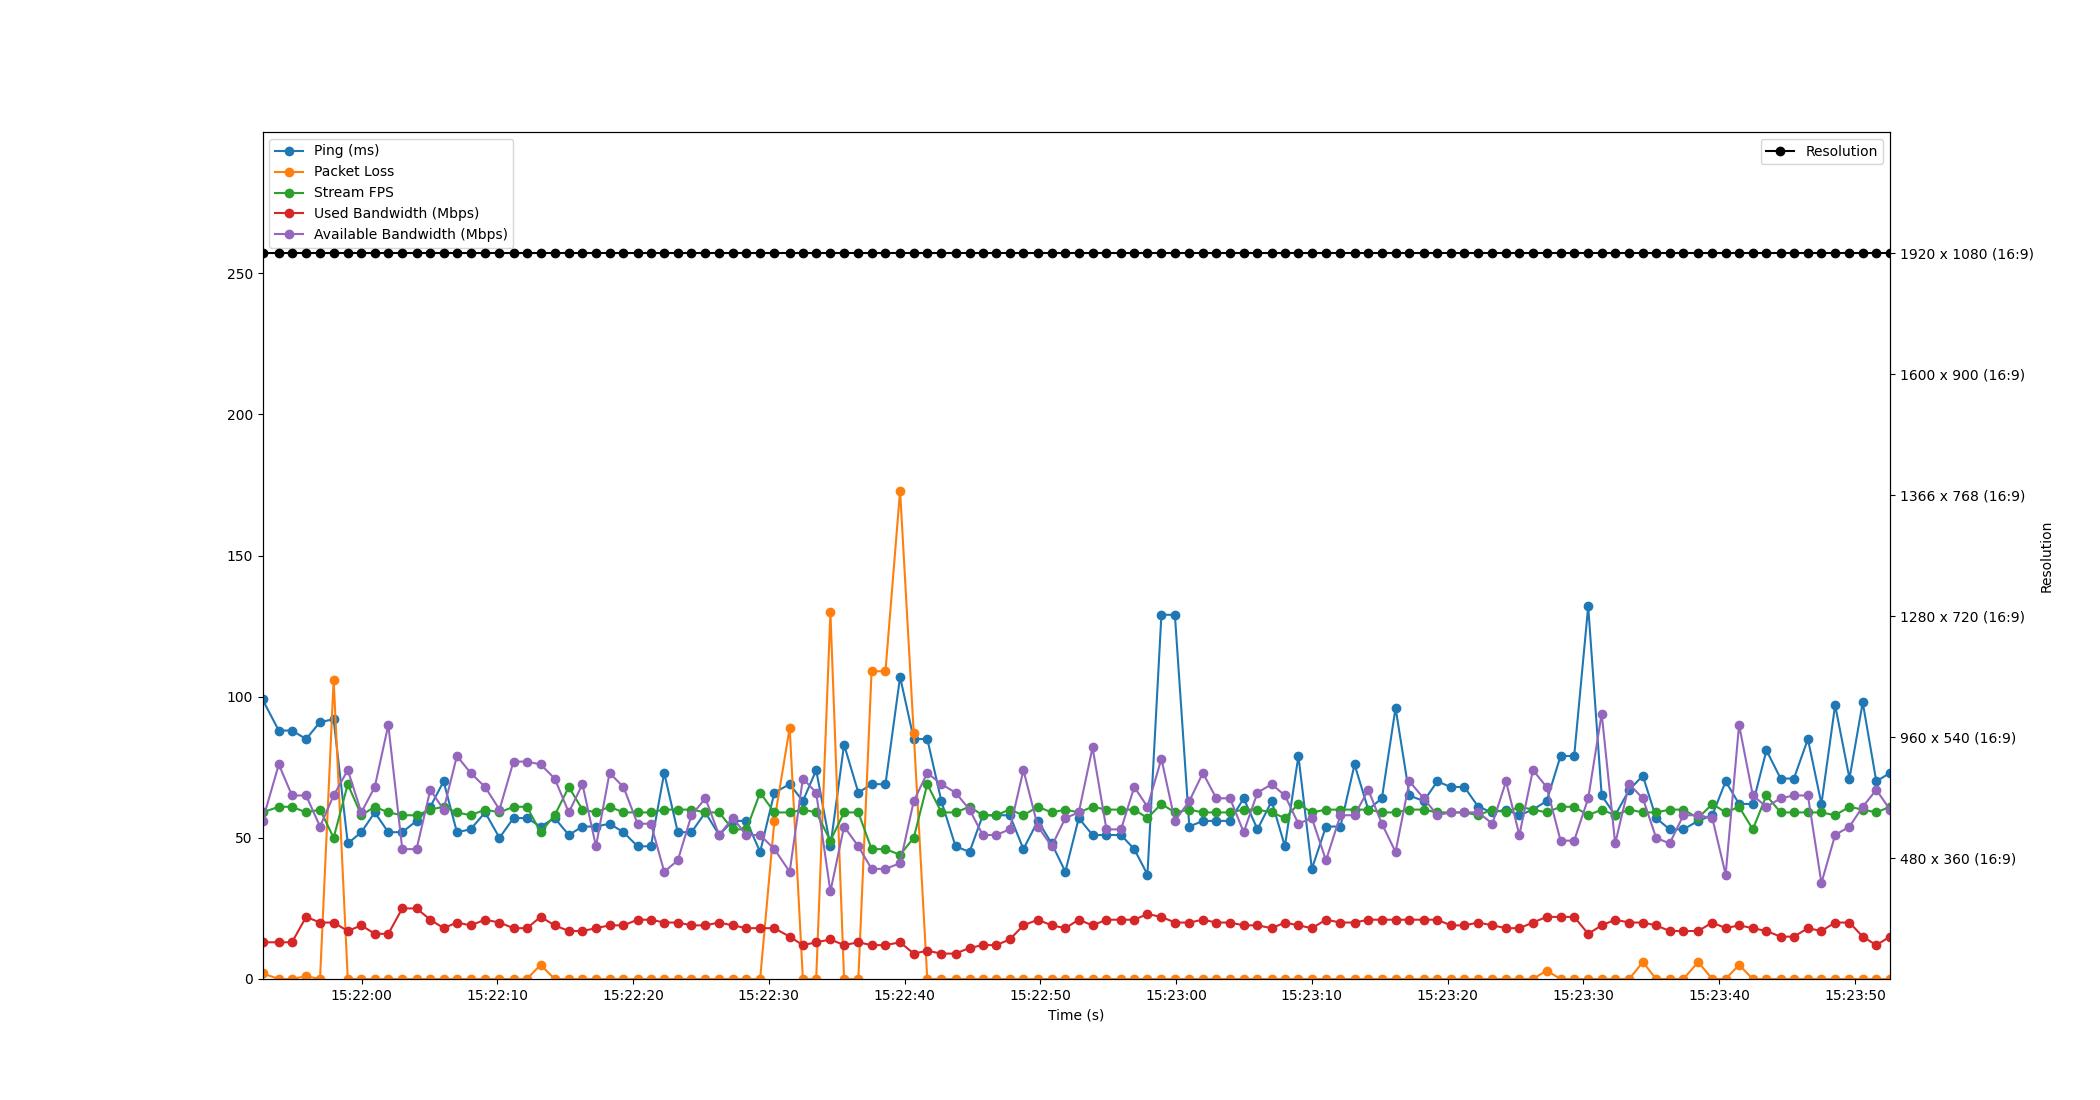 Ping (ms)
Packet Loss
Stream FPS
Used Bandwidth (Mbps)
Available Bandwidth (Mbps)
Resolution
250
200
150
100
50
0
1920 x 1080 (16:9)
1600 x 900 (16:9)
1366 x 768 (16:9)
1280 x 720 (16:9)
960 x 540 (16:9)
480 x 360 (16:9)
Resolution
15:22:00 15:22:10 15:22:20 15:22:30 15:22:40 15:22:50 15:23:00 15:23:10 15:23:20 15:23:30 15:23:40 15:23:50
Time (s)